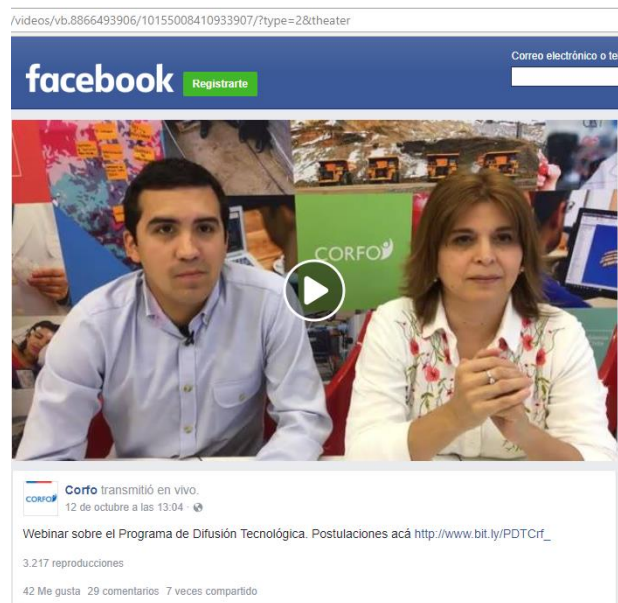 /videos/vb.8866493906/10155008410933907/?type=2&theater
Correo electrónico o te
facebook Registrarte
CORFO
CORFO
Corfo transmitió en vivo.
12 de octubre a las 13:04 ·
Webinar sobre el Programa de Difusión Tecnológica. Postulaciones acá http://www.bit.ly/PDTCrf_
3.217 reproducciones
42 Me gusta 29 comentarios 7 veces compartido